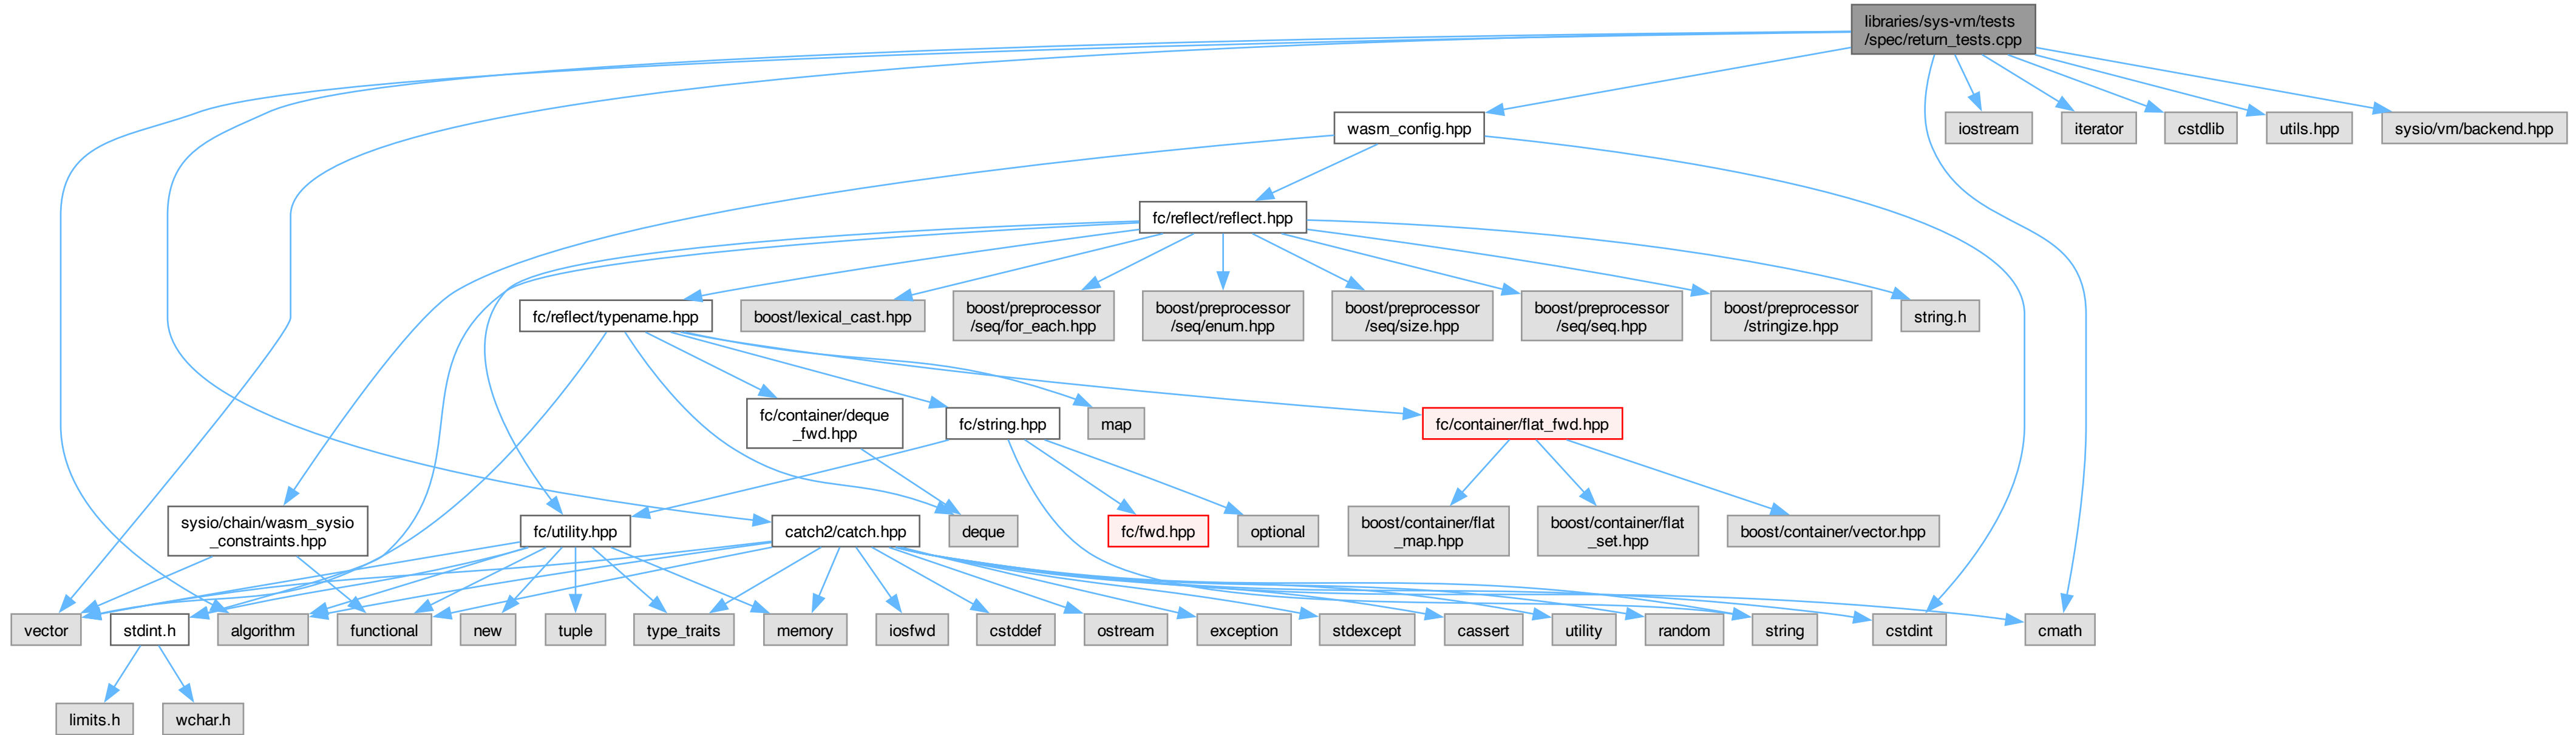 libraries/sys-vm/tests
/spec/return_tests.cpp
wasm_config.hpp
iostream
iterator
cstdlib
utils.hpp
sysio/vm/backend.hpp
fc/reflect/reflect.hpp
fc/reflect/typename.hpp
boost/lexical_cast.hpp
boost/preprocessor
/seq/for_each.hpp
boost/preprocessor
/seq/enum.hpp
boost/preprocessor
/seq/size.hpp
boost/preprocessor
/seq/seq.hpp
boost/preprocessor
/stringize.hpp
string.h
fc/container/deque
_fwd.hpp
fc/string.hpp
map
fc/container/flat_fwd.hpp
sysio/chain/wasm_sysio
_constraints.hpp
fc/utility.hpp
catch2/catch.hpp
deque
fc/fwd.hpp
optional
boost/container/flat
_map.hpp
boost/container/flat
_set.hpp
boost/container/vector.hpp
vector
stdint.h
algorithm
functional
new
tuple
type_traits
memory
iosfwd
cstddef
ostream
exception
stdexcept
cassert
utility
random
string
cstdint
cmath
limits.h
wchar.h